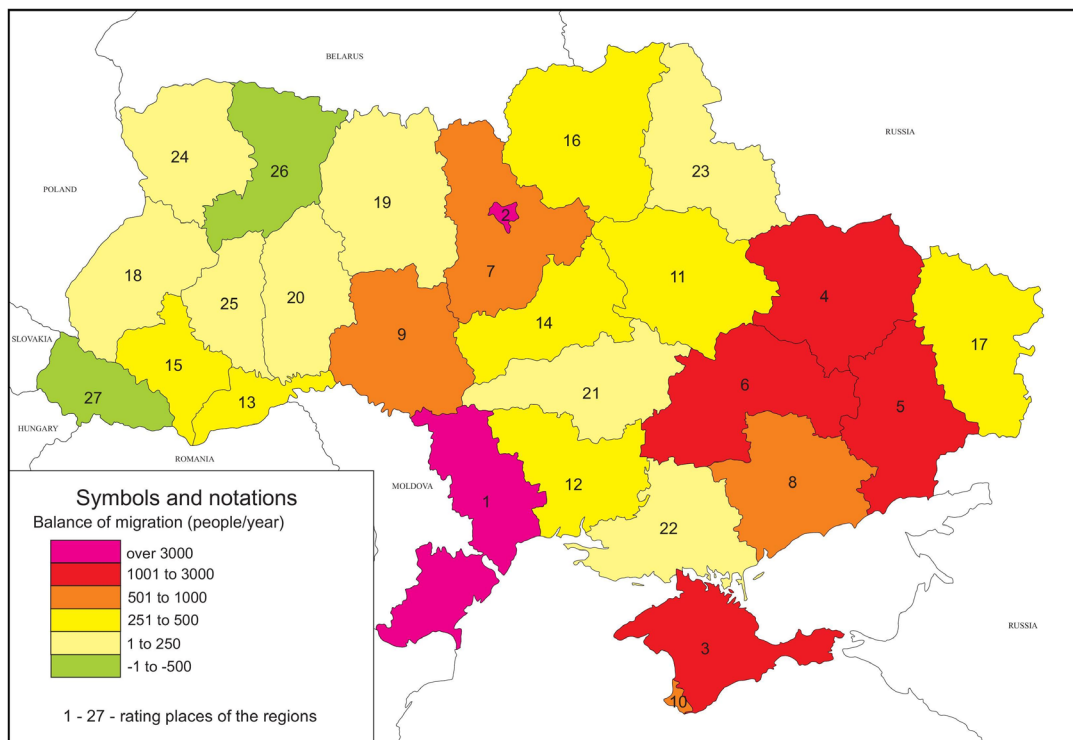 BELARUS
RUSSIA
POLAND
SLOVAKIA
HUNGARY
ROMANIA
MOLDOVA
RUSSIA
24
26
19
16
23
2
7
18
25
20
9
14
11
4
17
15
13
27
21
6
5
1
12
8
22
3
10
Symbols and notations
Balance of migration (people/year)
over 3000
1001 to 3000
501 to 1000
251 to 500
1 to 250
-1 to -500
1 - 27 - rating places of the regions